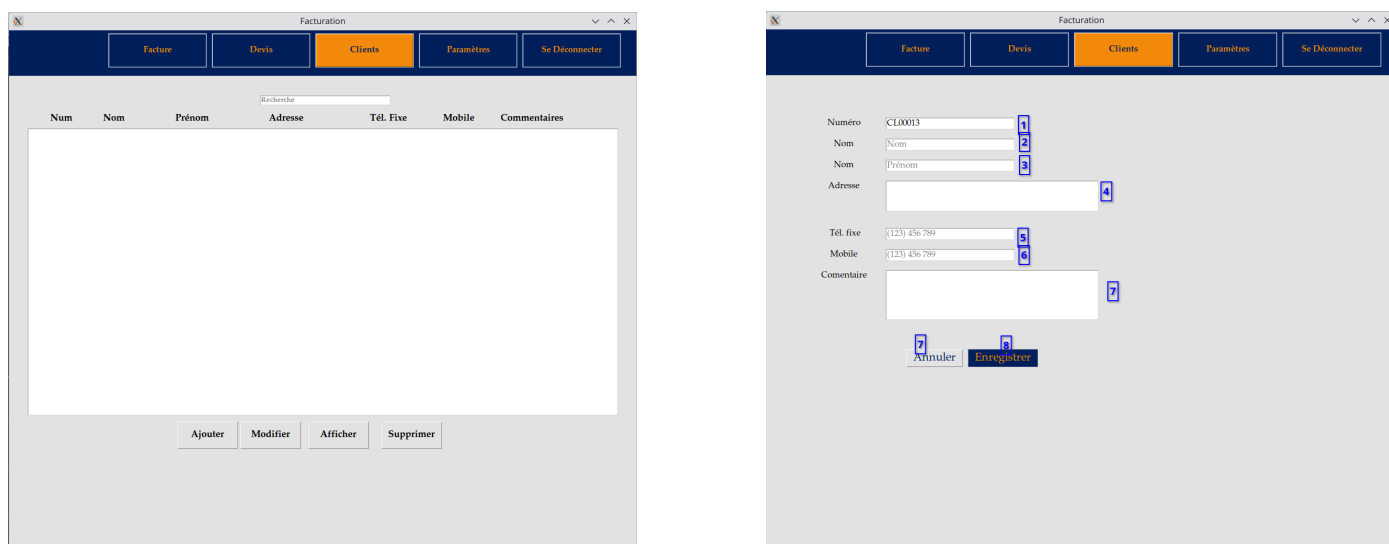 Facturation
Facture Devis Clients Paramètres Se Déconnecter
Recherche
Num Nom Prénom Adresse Tél. Fixe Mobile Commentaires
Ajouter Modifier Afficher Supprimer
Facturation
Facture Devis Clients Paramètres Se Déconnecter
Numéro CL00013 1
Nom Nom 2
Nom Prénom 3
Adresse 4
Tél. fixe (123) 456 789 5
Mobile (123) 456 789 6
Comentaire 7
7 8
Annuler Enregistrer